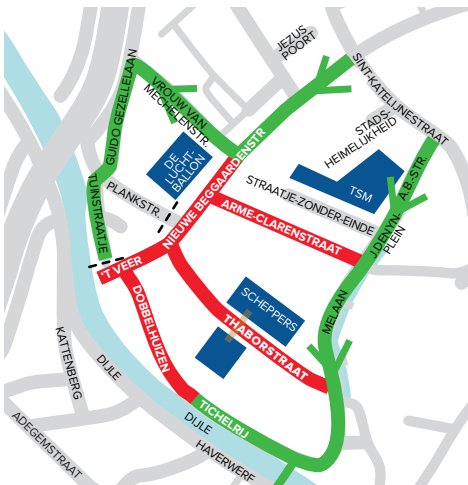 JEZUS
POORT
SINT-KATELIJNESTRAAT
GUIDO GEZELLELAAN
VROUW VAN
MECHELENSTR.
STADS-
HEIMELIJKHEID
DE
LUCHT-
BALLON
NIEUWE BEGGAARDENSTR
A.B.-STR.
TSM
PLANKSTR.
STRAATJE-ZONDER-EINDE
TUINSTRAATJE
ARME-CLARENSTRAAT
J.DENYN-
PLEIN
'T VEER
SCHEPPERS
DOBBELHUIZEN
MELAAN
THABORSTRAAT
KATTENBERG
DIJLE
TICHELRIJ
DIJLE
ADEGEMSTRAAT
HAVERWERF